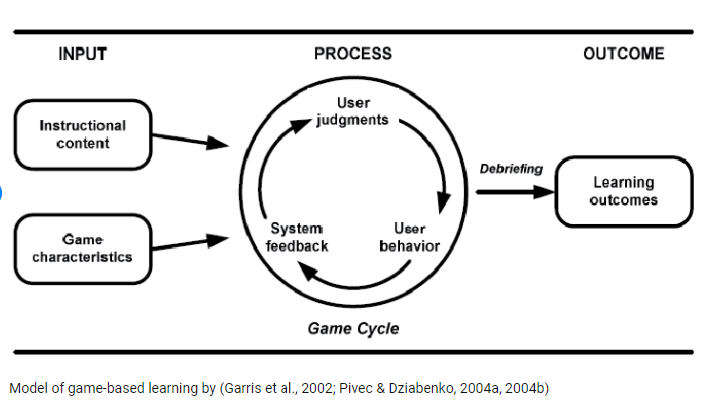 INPUT
PROCESS
OUTCOME
Instructional
content
Game
characteristics
User
judgments
User
behavior
System
feedback
Game Cycle
Debriefing
Learning
outcomes
Model of game-based learning by (Garris et al., 2002; Pivec & Dziabenko, 2004a, 2004b)